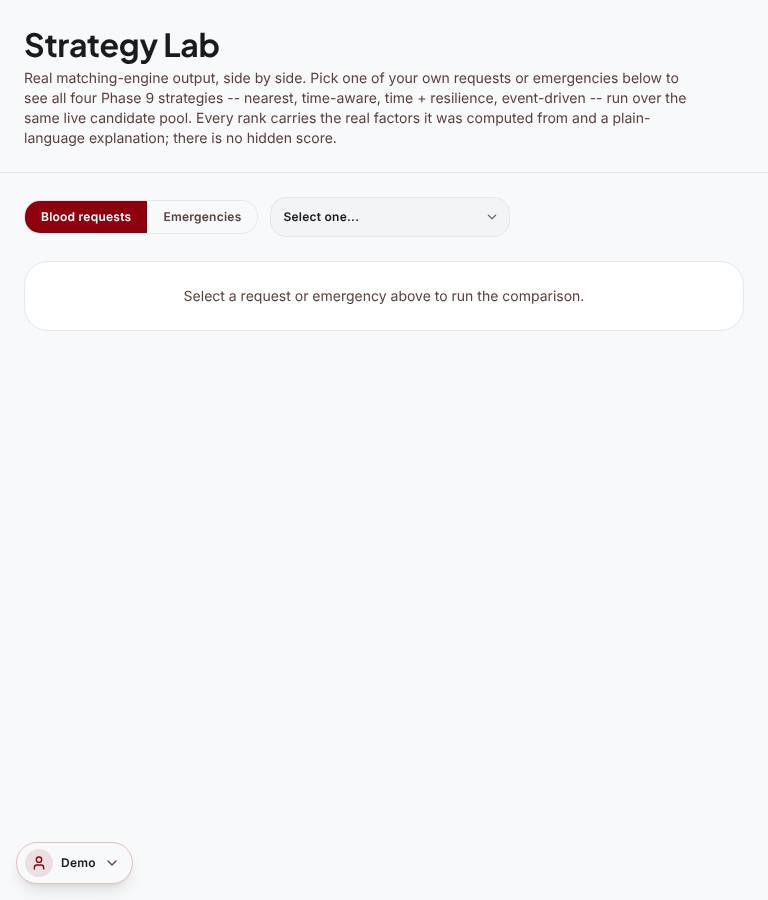 Strategy Lab
Real matching-engine output, side by side. Pick one of your own requests or emergencies below to
see all four Phase 9 strategies -- nearest, time-aware, time + resilience, event-driven -- run over the
same live candidate pool. Every rank carries the real factors it was computed from and a plain-
language explanation; there is no hidden score.
Blood requests
Emergencies
Select one...
Select a request or emergency above to run the comparison.
Demo